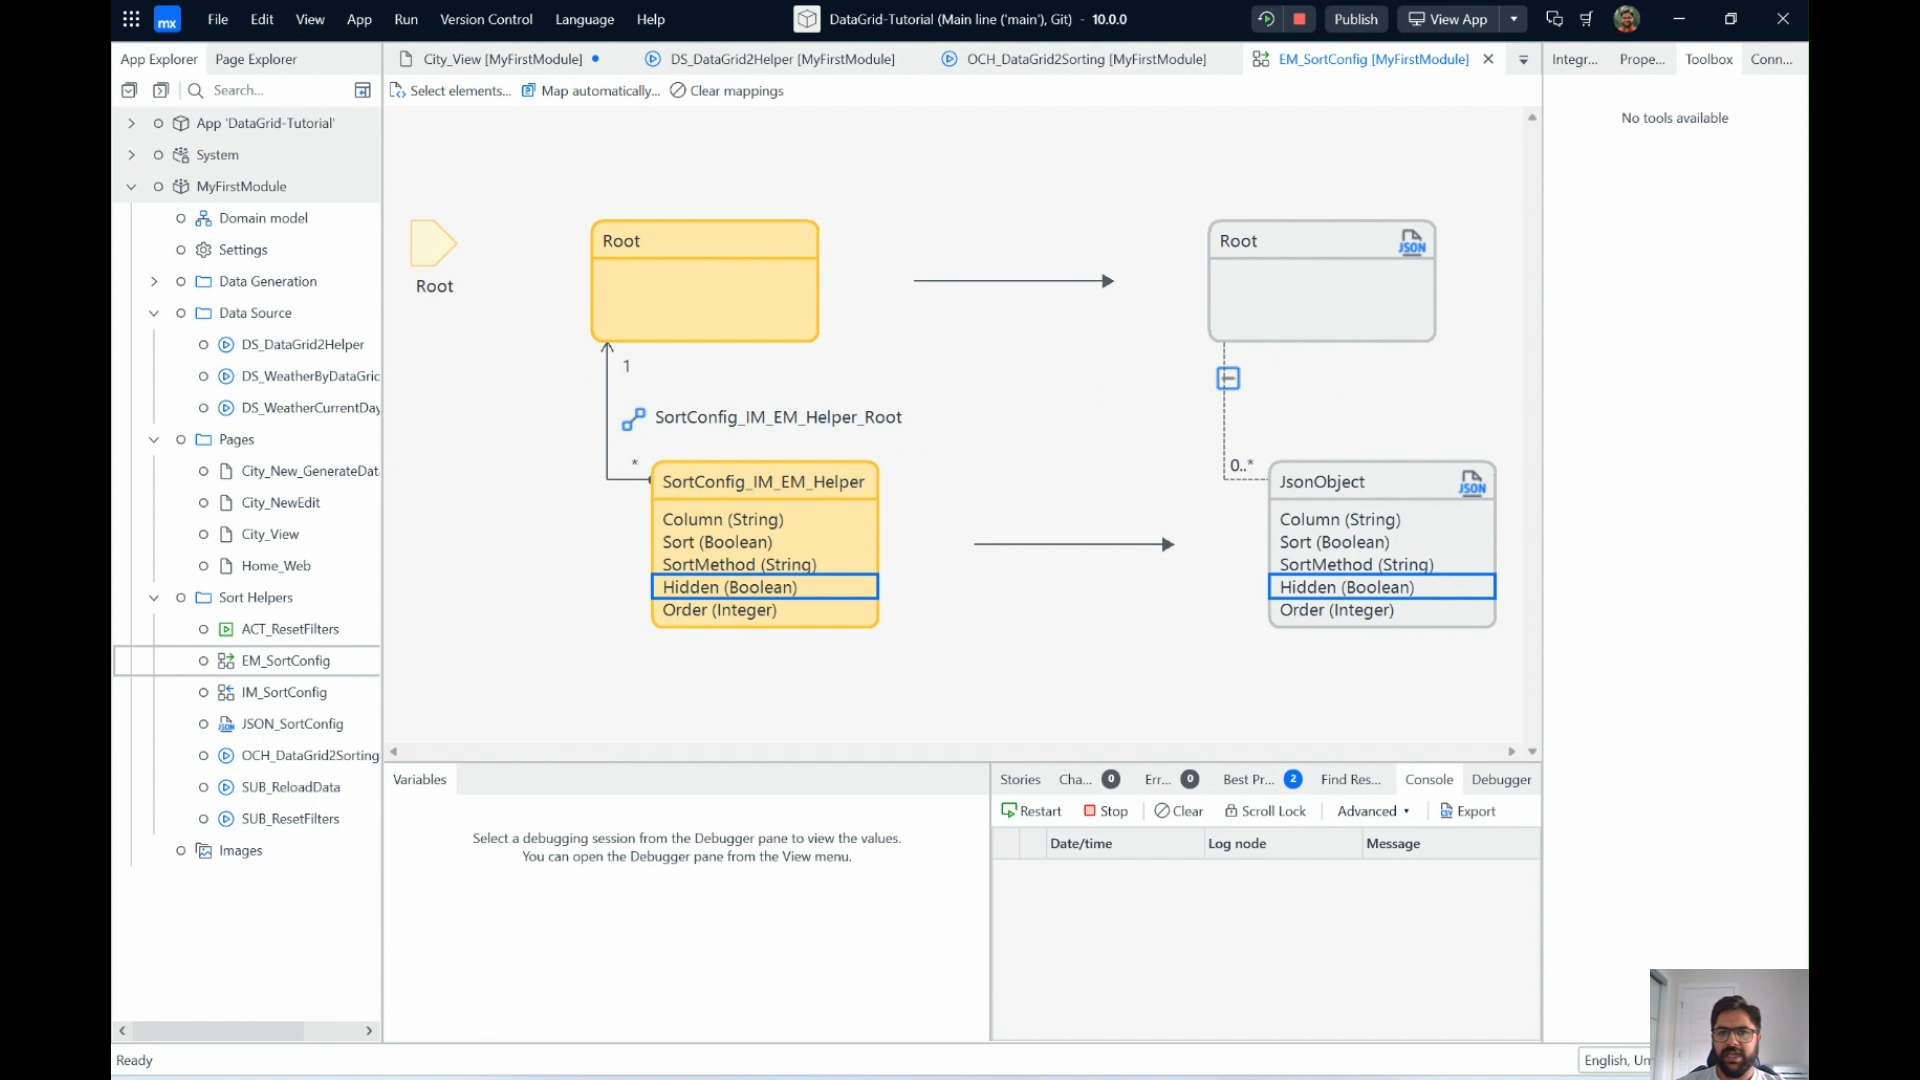 mx File Edit View App Run Version Control Language Help DataGrid-Tutorial (Main line ('main'), Git) - 10.0.0 Publish View App
App Explorer Page Explorer City_View [MyFirstModule] DS_DataGrid2Helper [MyFirstModule] OCH_DataGrid2Sorting [MyFirstModule] EM_SortConfig [MyFirstModule] Integr... Prope... Toolbox Conn...
Search... Select elements... Map automatically... Clear mappings
No tools available
App 'DataGrid-Tutorial'
System
MyFirstModule
Domain model
Settings
Data Generation
Data Source
DS_DataGrid2Helper
DS_WeatherByDataGric
DS_WeatherCurrentDay
Pages
City_New_GenerateData
City_NewEdit
City_View
Home_Web
Sort Helpers
ACT_ResetFilters
EM_SortConfig
IM_SortConfig
JSON_SortConfig
OCH_DataGrid2Sorting
SUB_ReloadData
SUB_ResetFilters
Images
Root
Root
1
SortConfig_IM_EM_Helper_Root
*
SortConfig_IM_EM_Helper
Column (String)
Sort (Boolean)
SortMethod (String)
Hidden (Boolean)
Order (Integer)
Root
JSON
0..*
JsonObject
JSON
Column (String)
Sort (Boolean)
SortMethod (String)
Hidden (Boolean)
Order (Integer)
Variables
Select a debugging session from the Debugger pane to view the values.
You can open the Debugger pane from the View menu.
Stories Cha... 0 Err... 0 Best Pr... 2 Find Res... Console Debugger
Restart Stop Clear Scroll Lock Advanced Export
Date/time Log node Message
Ready
English, Un